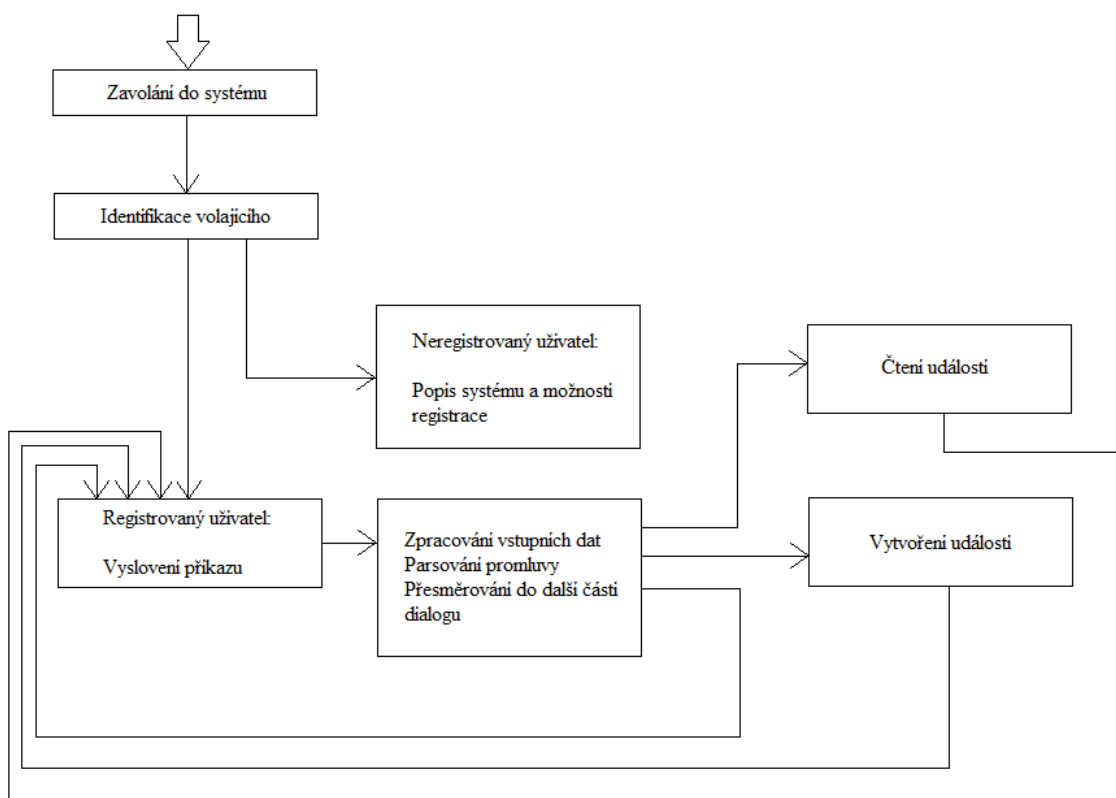 Zavolání do systému
Identifikace volajícího
Neregistrovaný uživatel:
Popis systému a možnosti
registrace
Čtení událostí
Registrovaný uživatel:
Vyslovení příkazu
Zpracování vstupních dat
Parsování promluvy
Přesměrování do další části
dialogu
Vytvoření události